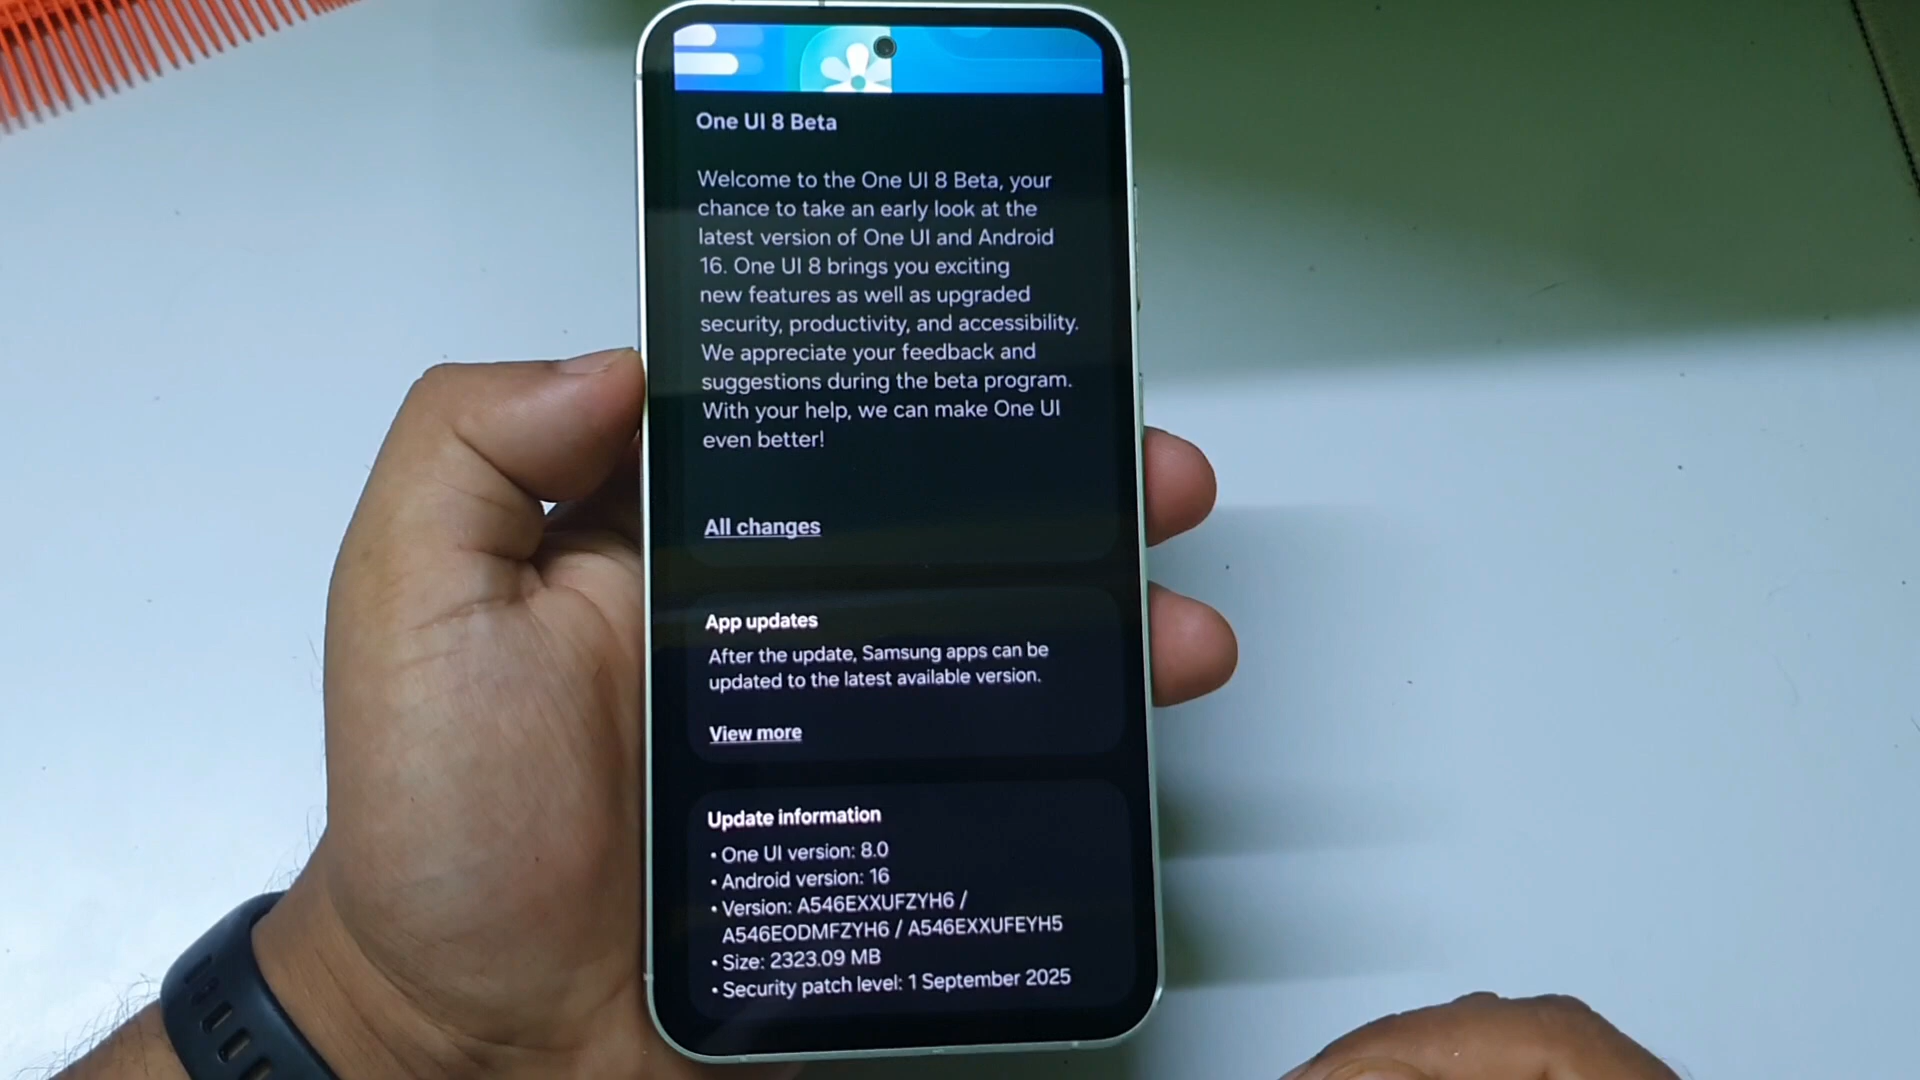 One UI 8 Beta
Welcome to the One UI 8 Beta, your
chance to take an early look at the
latest version of One UI and Android
16. One UI 8 brings you exciting
new features as well as upgraded
security, productivity, and accessibility.
We appreciate your feedback and
suggestions during the beta program.
With your help, we can make One UI
even better!
All changes
App updates
After the update, Samsung apps can be
updated to the latest available version.
View more
Update information
• One UI version: 8.0
• Android version: 16
• Version: A546EXXUFZYH6 /
A546EODMFZYH6 / A546EXXUFEYH5
• Size: 2323.09 MB
• Security patch level: 1 September 2025